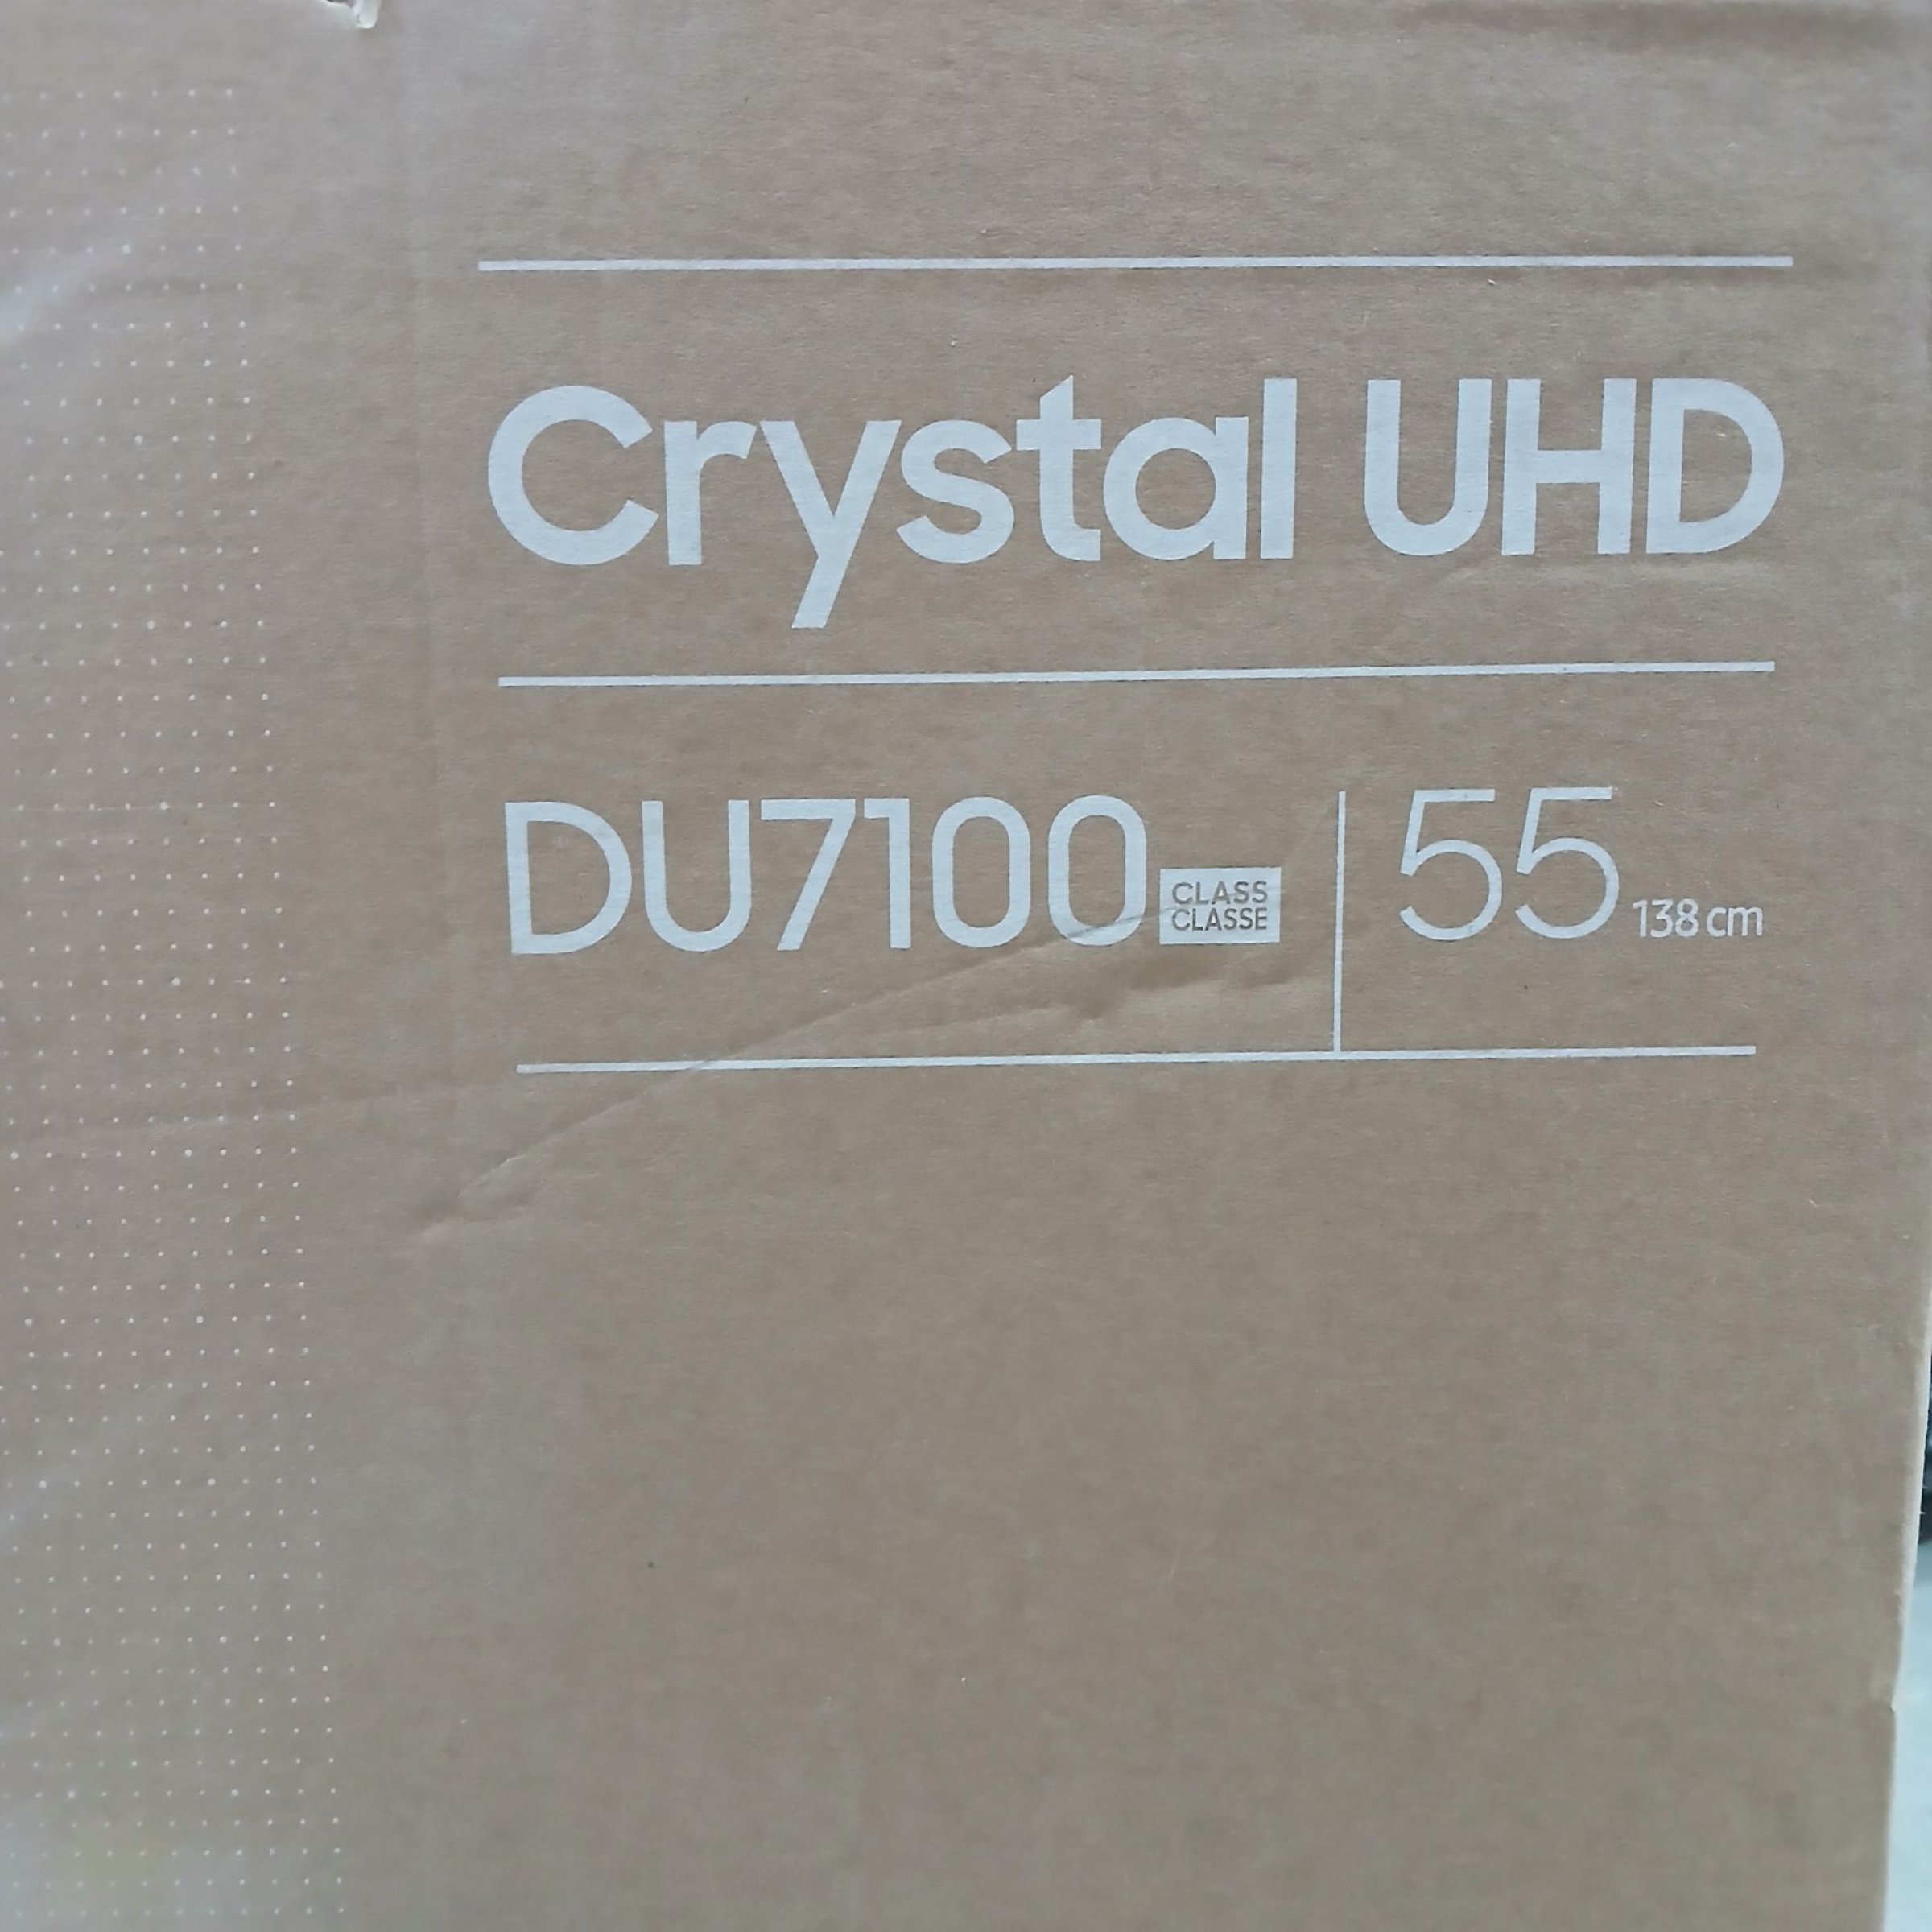 Crystal UHD
DU7100 CLASS CLASSE 55 138 cm